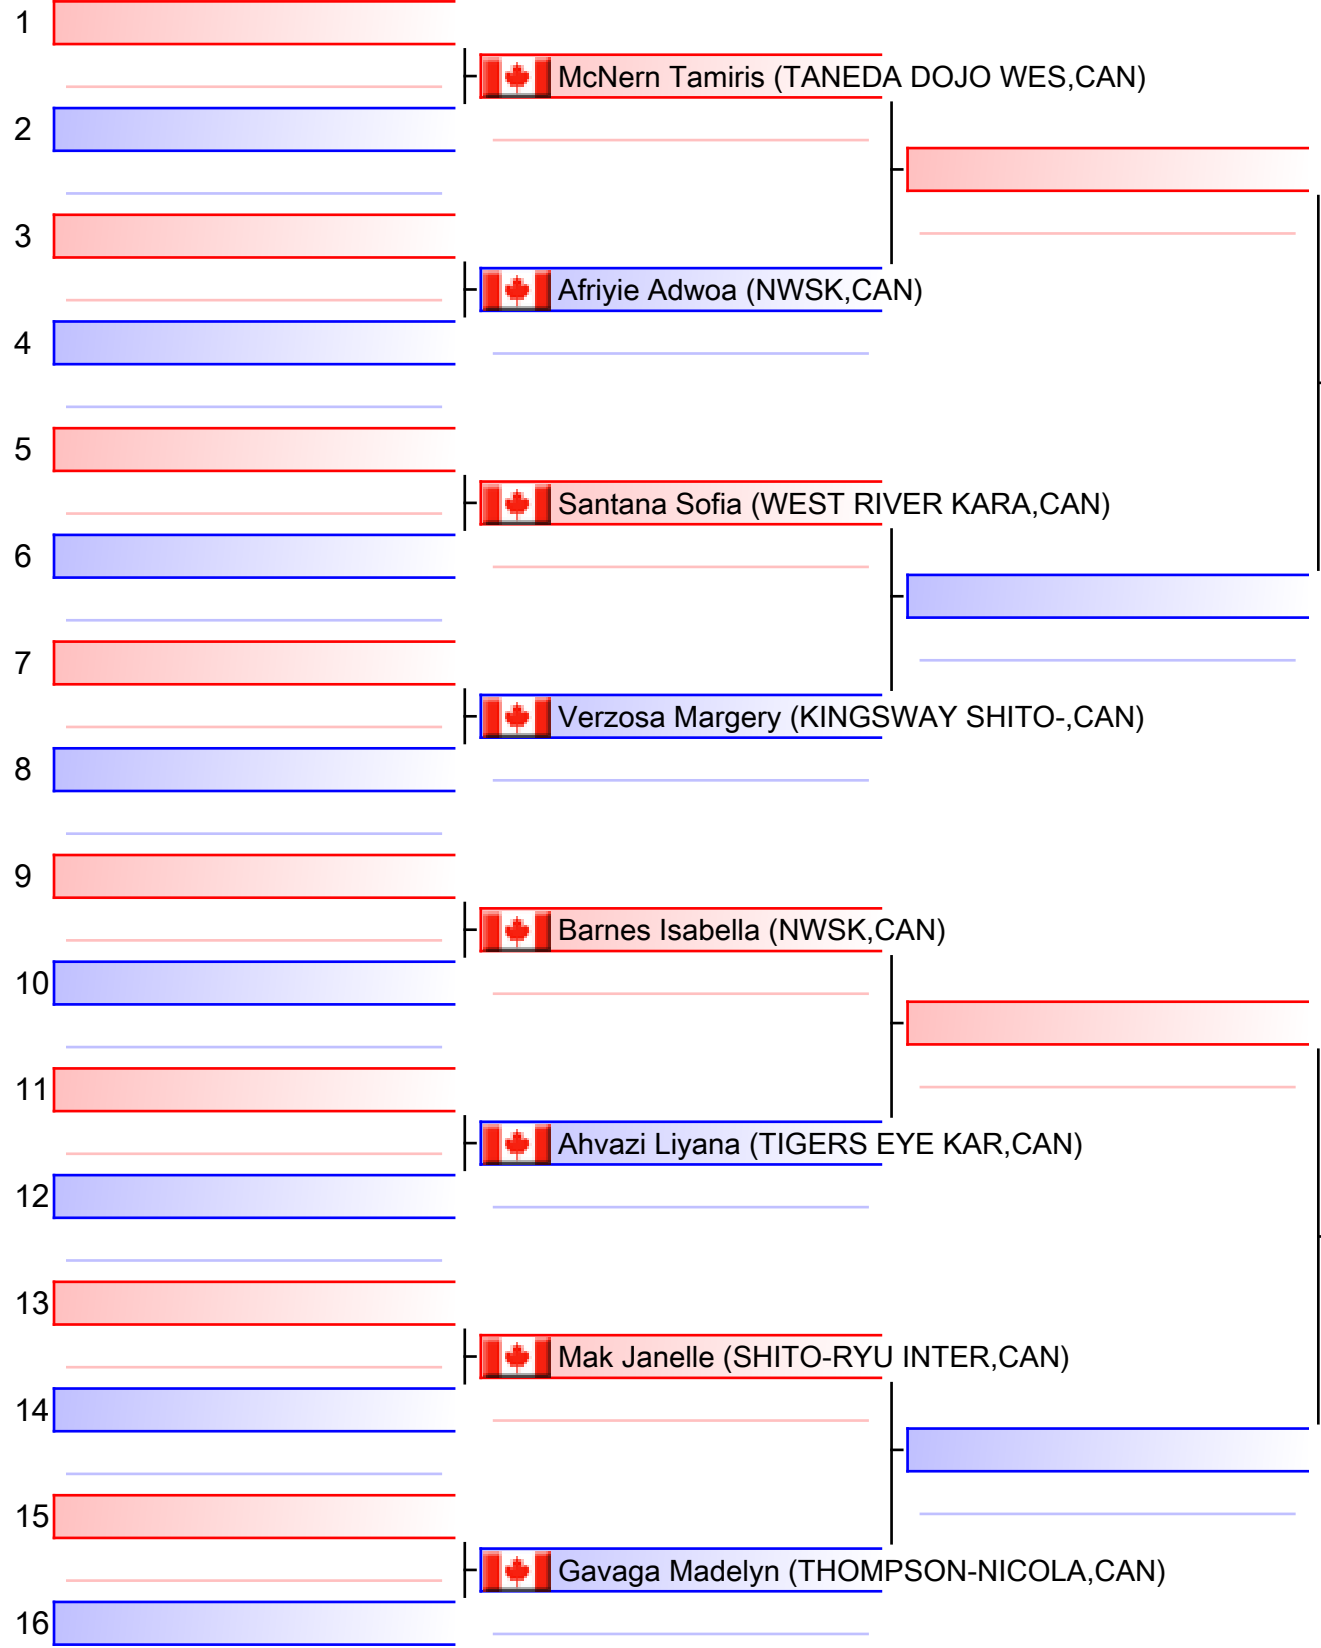 1
McNern Tamiris (TANEDA DOJO WES,CAN)
2
3
Afriyie Adwoa (NWSK,CAN)
4
5
Santana Sofia (WEST RIVER KARA,CAN)
6
7
Verzosa Margery (KINGSWAY SHITO-,CAN)
8
9
Barnes Isabella (NWSK,CAN)
10
11
Ahvazi Liyana (TIGERS EYE KAR,CAN)
12
13
Mak Janelle (SHITO-RYU INTER,CAN)
14
15
Gavaga Madelyn (THOMPSON-NICOLA,CAN)
16